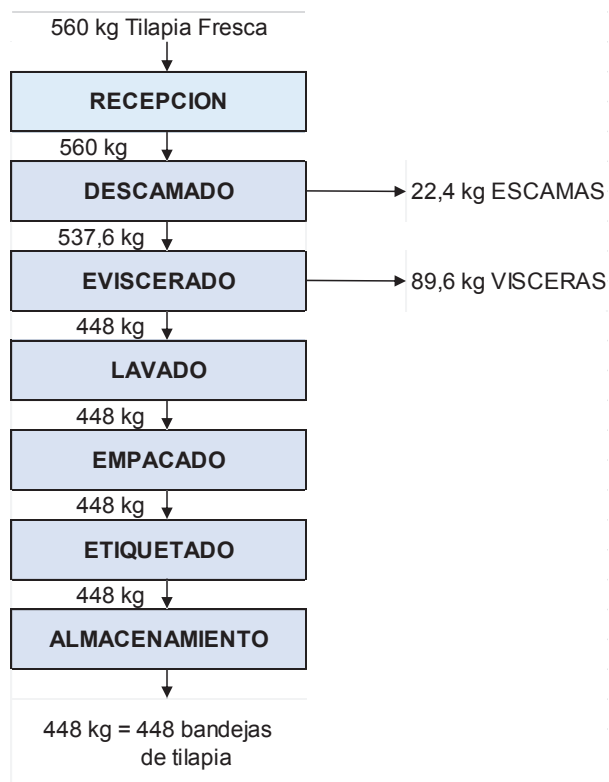 560 kg Tilapia Fresca
RECEPCION
560 kg
DESCAMADO
22,4 kg ESCAMAS
537,6 kg
EVISCERADO
89,6 kg VISCERAS
448 kg
LAVADO
448 kg
EMPACADO
448 kg
ETIQUETADO
448 kg
ALMACENAMIENTO
448 kg = 448 bandejas
de tilapia